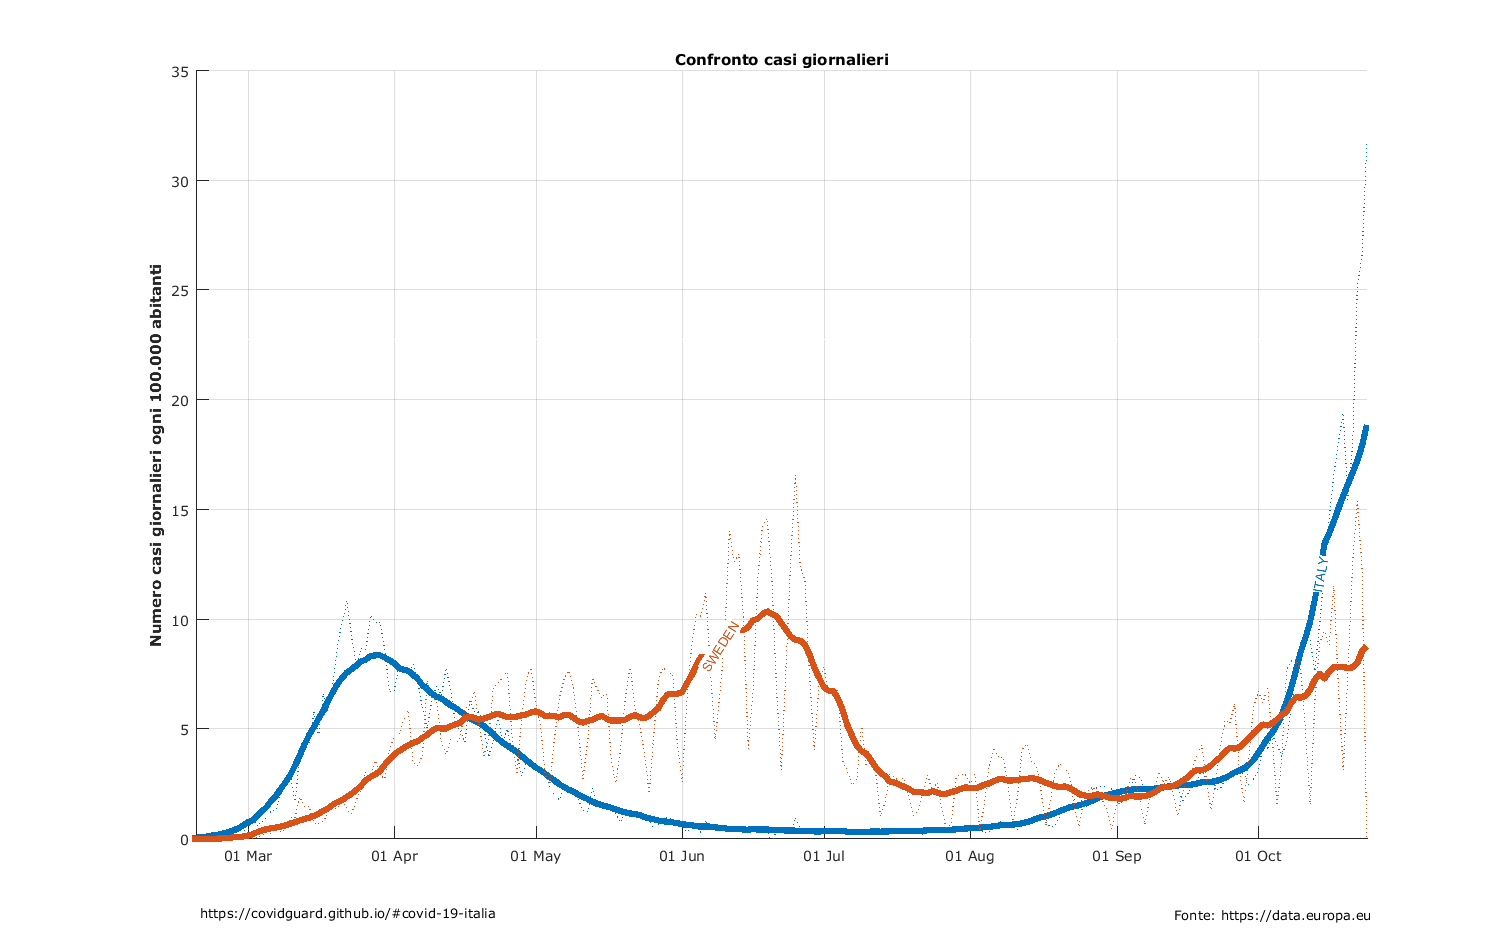 Confronto casi giornalieri
Numero casi giornalieri ogni 100.000 abitanti
35
30
25
20
15
10
5
0
SWEDEN
ITALY
01 Mar
01 Apr
01 May
01 Jun
01 Jul
01 Aug
01 Sep
01 Oct
https://covidguard.github.io/#covid-19-italia
Fonte: https://data.europa.eu